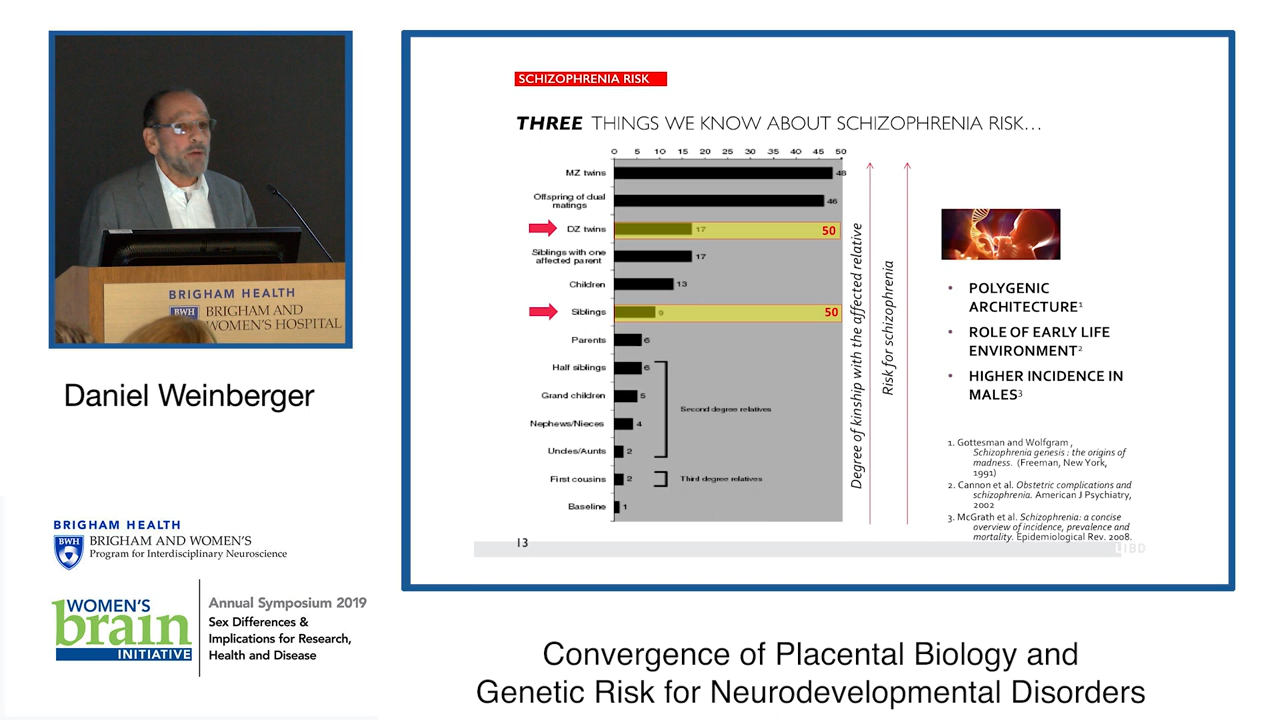 BRIGHAM HEALTH
BWH
BRIGHAM AND
WOMEN'S HOSPITAL
Daniel Weinberger
BRIGHAM HEALTH
BWH
BRIGHAM AND WOMEN'S
Program for Interdisciplinary Neuroscience
WOMEN'S
brain
INITIATIVE
Annual Symposium 2019
Sex Differences &
Implications for Research,
Health and Disease
SCHIZOPHRENIA RISK
THREE THINGS WE KNOW ABOUT SCHIZOPHRENIA RISK...
0 5 10 15 20 25 30 35 40 45 50
MZ twins 48
Offspring of dual
matings 46
DZ twins 17 50
Siblings with one
affected parent 17
Children 13
Siblings 9 50
Parents 6
Half siblings 6
Grand children 5
Second degree relatives
Nephews/Nieces 4
Uncles/Aunts 2
First cousins 2 Third degree relatives
Baseline 1
Degree of kinship with the affected relative
Risk for schizophrenia
• POLYGENIC
ARCHITECTURE1
• ROLE OF EARLY LIFE
ENVIRONMENT2
• HIGHER INCIDENCE IN
MALES3
1. Gottesman and Wolfgram ,
Schizophrenia genesis : the origins of
madness. (Freeman, New York,
1991)
2. Cannon et al. Obstetric complications and
schizophrenia. American J Psychiatry,
2002
3. McGrath et al. Schizophrenia: a concise
overview of incidence, prevalence and
mortality. Epidemiological Rev. 2008.
13
LIBD
Convergence of Placental Biology and
Genetic Risk for Neurodevelopmental Disorders